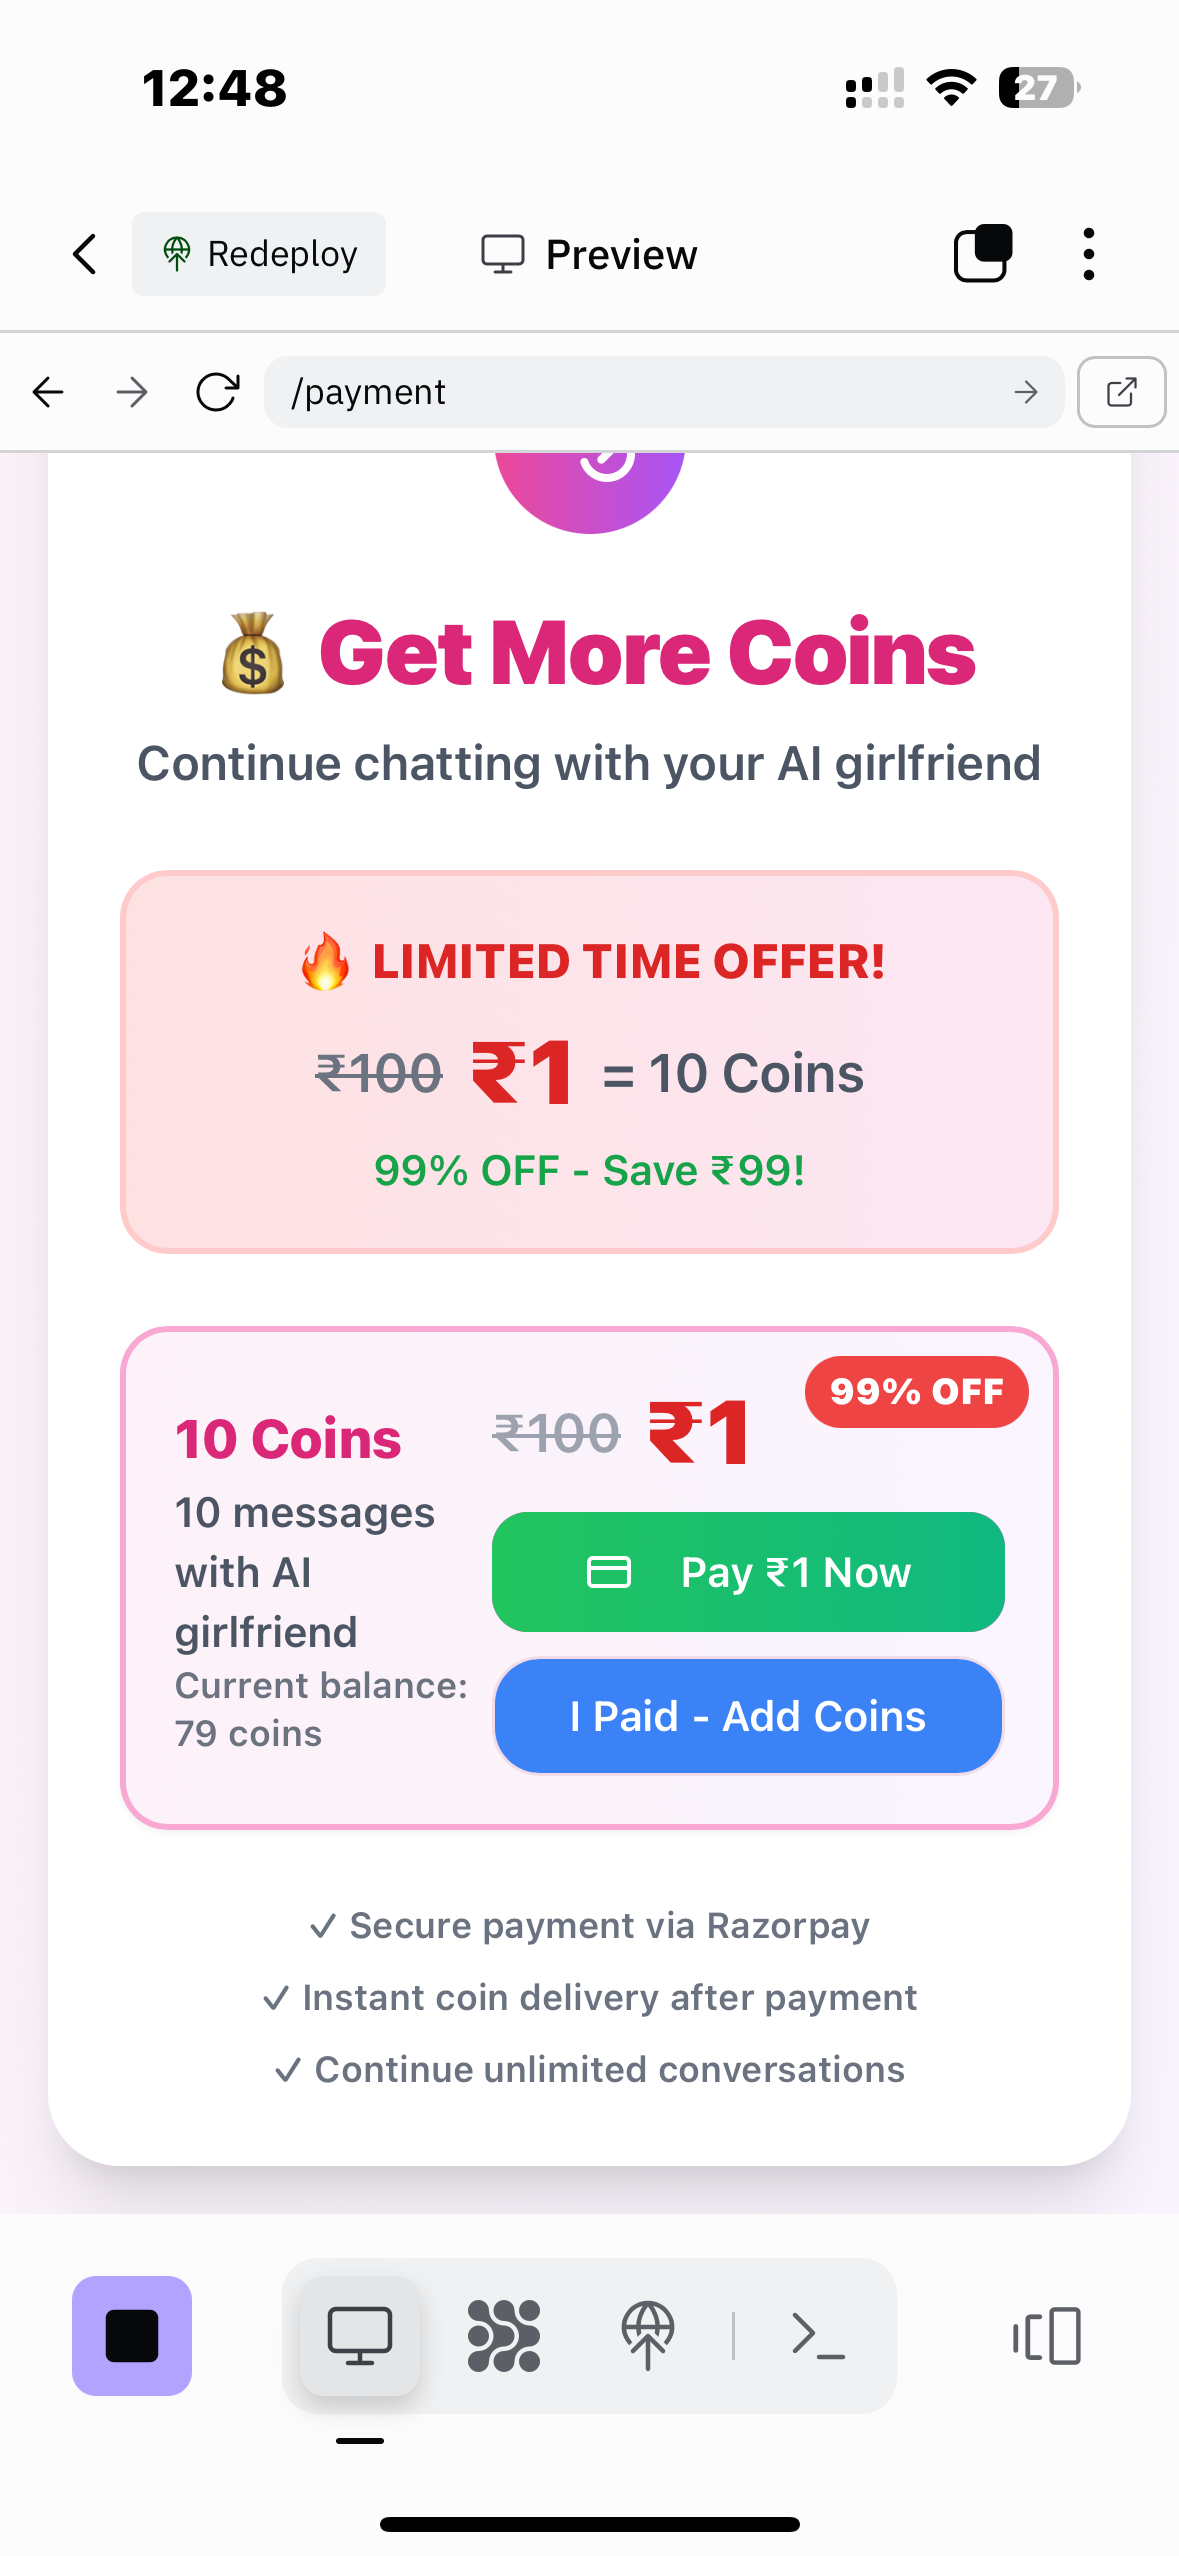 12:48
27
Redeploy
Preview
/payment
💰 Get More Coins
Continue chatting with your AI girlfriend
🔥 LIMITED TIME OFFER!
₹100 ₹1 = 10 Coins
99% OFF - Save ₹99!
99% OFF
10 Coins
10 messages
with AI
girlfriend
Current balance:
79 coins
₹100 ₹1
Pay ₹1 Now
I Paid - Add Coins
✓ Secure payment via Razorpay
✓ Instant coin delivery after payment
✓ Continue unlimited conversations